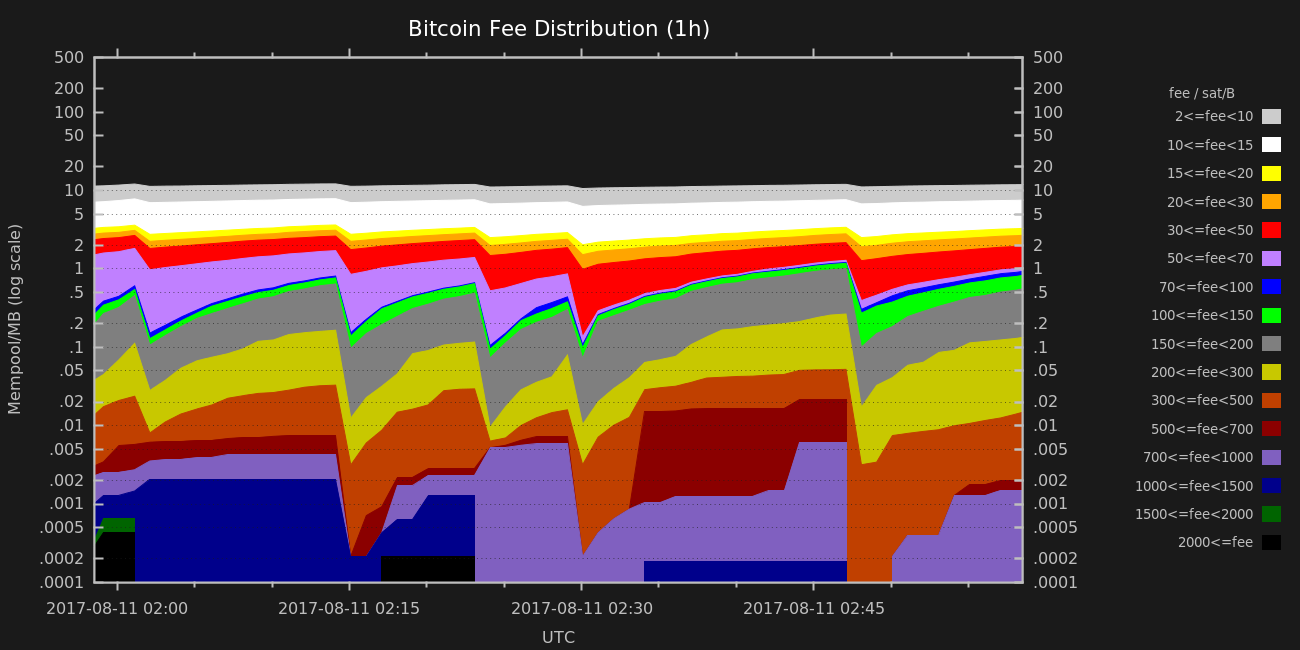 Bitcoin Fee Distribution (1h)
500
200
100
50
20
10
5
2
1
.5
.2
.1
.05
.02
.01
.005
.002
.001
.0005
.0002
.0001
Mempool/MB (log scale)
500
200
100
50
20
10
5
2
1
.5
.2
.1
.05
.02
.01
.005
.002
.001
.0005
.0002
.0001
2017-08-11 02:00 2017-08-11 02:15 2017-08-11 02:30 2017-08-11 02:45
UTC
fee / sat/B
2<=fee<10
10<=fee<15
15<=fee<20
20<=fee<30
30<=fee<50
50<=fee<70
70<=fee<100
100<=fee<150
150<=fee<200
200<=fee<300
300<=fee<500
500<=fee<700
700<=fee<1000
1000<=fee<1500
1500<=fee<2000
2000<=fee